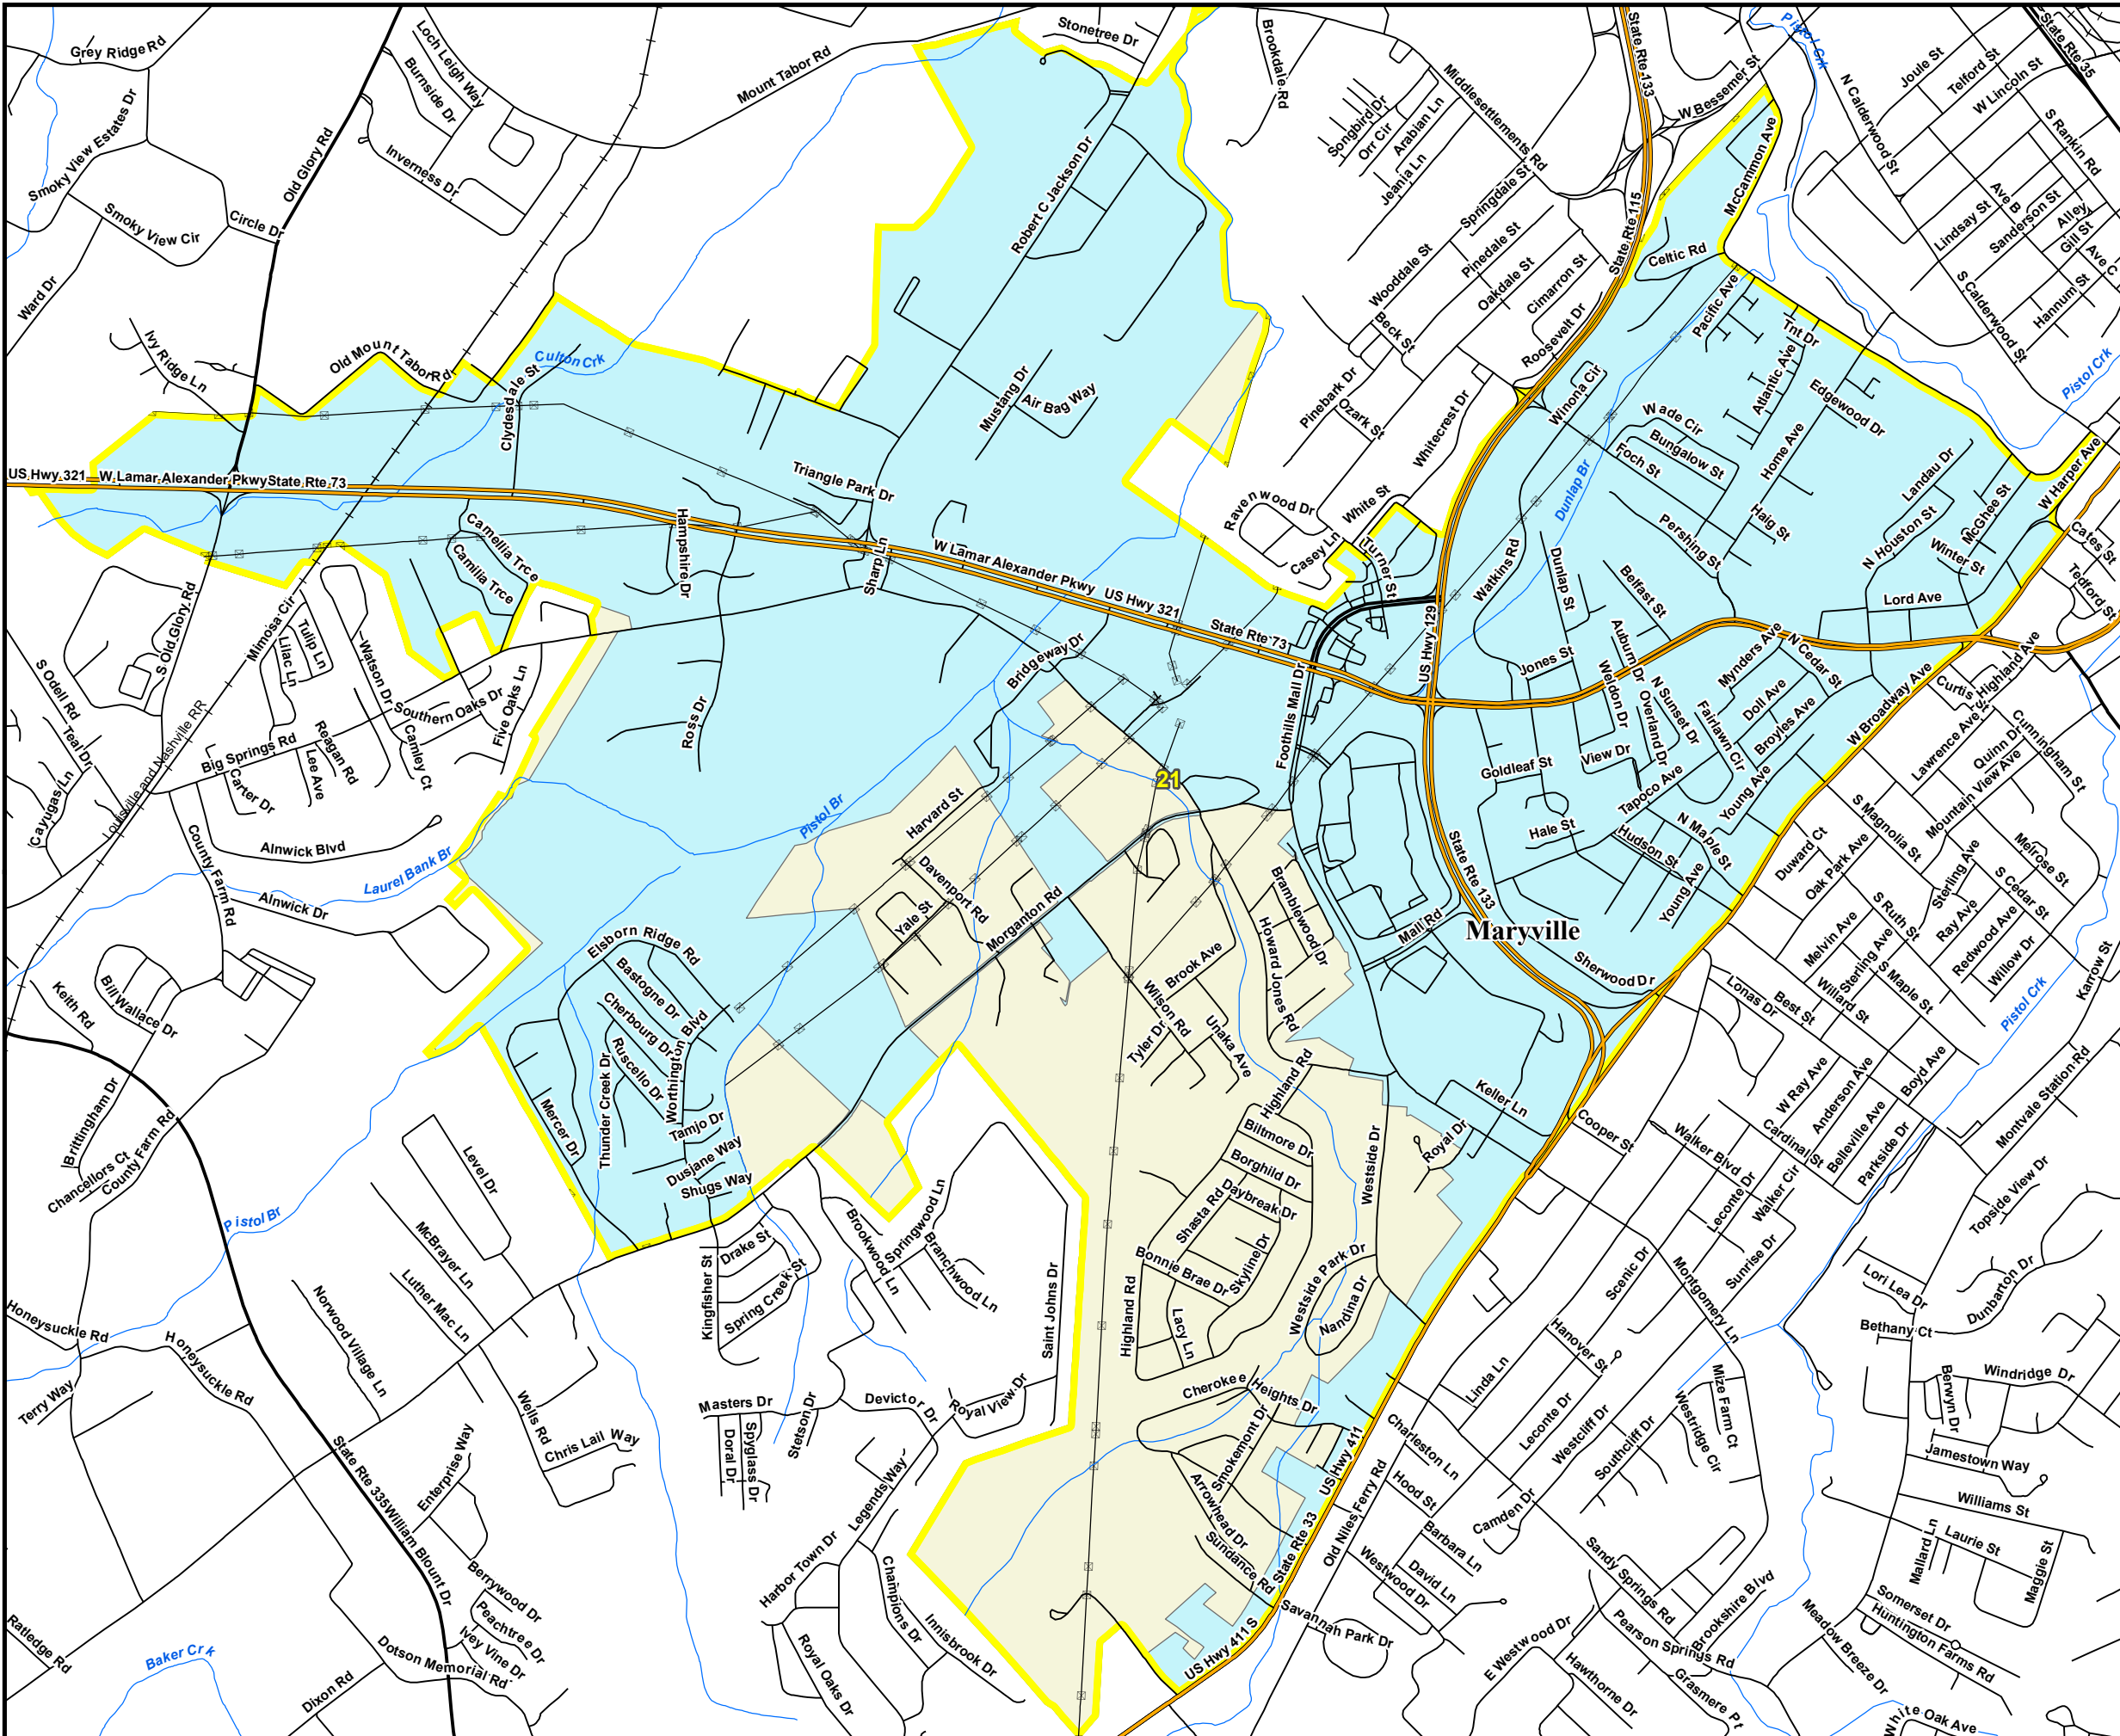 Grey Ridge Rd
Loch Leigh Way
Burnside Dr
Mount Tabor Rd
Stonetree Dr
Brookdale Rd
State Rte 133
Pistol Crk
State Rte 35
Joule St
Telford St
W Lincoln St
N Calderwood St
S Rankin Rd
W Bessemer St
Middlesettlements Rd
Songbird Dr
Orr Cir
Arabian Ln
Jeania Ln
Smoky View Estates Dr
Old Glory Rd
Inverness Dr
Circle Dr
Smoky View Cir
Ward Dr
Robert C Jackson Dr
McCammon Ave
Ave B
Lindsay St
Sanderson St
Alley
Gill St
Ave C
Hannum St
S Calderwood St
Springdale St
Pinedale St
Wooddale St
Oakdale St
Cimarron St
State Rte 115
Celtic Rd
Pacific Ave
Tnt Dr
Roosevelt Dr
Beck St
Pinebark Dr
Ozark St
Whitecrest Dr
Winona Cir
Wade Cir
Bungalow St
Foch St
Atlantic Ave
Edgewood Dr
Home Ave
Pistol Crk
Ivy Ridge Ln
Old Mount Tabor Rd
Culton Crk
Clydesdale St
Mustang Dr
Air Bag Way
US Hwy 321
W Lamar Alexander Pkwy
State Rte 73
Triangle Park Dr
Ravenwood Dr
White St
Casey Ln
Turner St
Dunlap Br
Pershing St
Haig St
Landau Dr
N Houston St
McGhee St
Winter St
W Harper Ave
Cates St
Tedford St
Camellia Trce
Camilia Trce
Hampshire Dr
Sharp Ln
W Lamar Alexander Pkwy
US Hwy 321
State Rte 73
US Hwy 129
Watkins Rd
Dunlap St
Belfast St
Lord Ave
S Old Glory Rd
Mimosa Cir
Tulip Ln
Lilac Ln
Watson Dr
Southern Oaks Dr
Five Oaks Ln
Camley Ct
S Odell Rd
Teal Dr
Cayugas Ln
Louisville and Nashville RR
Big Springs Rd
Reagan Rd
Lee Ave
Carter Dr
Ross Dr
Bridgeway Dr
Foothills Mall Dr
Jones St
Auburn Dr
Weldon Dr
N Sunset Dr
Overland Dr
Mynders Ave
N Cedar St
Doll Ave
Fairlawn Cir
Broyles Ave
W Broadway Ave
Curtis
Highland Ave
Lawrence Ave
Quinn Dr
Cunningham St
Mountain View Ave
Goldleaf St
View Dr
Tapoco Ave
Young Ave
21
Harvard St
Pistol Br
Laurel Bank Br
Alnwick Blvd
Alnwick Dr
County Farm Rd
Davenport Rd
Yale St
Morganton Rd
Hale St
Hudson St
N Maple St
Young Ave
State Rte 133
S Magnolia St
Duward Ct
Oak Park Ave
Sterling Ave
Melrose St
S Cedar St
S Ruth St
Ray Ave
Redwood Ave
Willow Dr
Melvin Ave
Sterling Ave
S Maple St
Willard St
Best St
Lonas Dr
Karrow St
Pistol Crk
Maryville
Mall Rd
Bramblewood Dr
Howard Jones Rd
Brook Ave
Wilson Rd
Tyler Dr
Unaka Ave
Sherwood Dr
Elsborn Ridge Rd
Bastogne Dr
Cherbourg Dr
Ruscello Dr
Worthington Blvd
Thunder Creek Dr
Mercer Dr
Tamjo Dr
Dusjane Way
Shugs Way
Keith Rd
Bill Wallace Dr
Brittingham Dr
Chancellors Ct
County Farm Rd
Level Dr
Pistol Br
McBrayer Ln
Luther Mac Ln
Norwood Village Ln
Honeysuckle Rd
Honeysuckle Rd
Terry Way
Kingfisher St
Drake St
Spring Creek St
Brookwood Ln
Springwood Ln
Branchwood Ln
Saint Johns Dr
Highland Rd
Biltmore Dr
Borghild Dr
Daybreak Dr
Shasta Rd
Bonnie Brae Dr
Skyline Dr
Highland Rd
Lacy Ln
Westside Dr
Westside Park Dr
Nandina Dr
Royal Dr
Keller Ln
Cooper St
W Ray Ave
Anderson Ave
Boyd Ave
Belleville Ave
Parkside Dr
Cardinal St
Walker Blvd
Leconte Dr
Walker Cir
Sunrise Dr
Montvale Station Rd
Topside View Dr
Scenic Dr
Montgomery Ln
Lori Lea Dr
Dunbarton Dr
Bethany Ct
Windridge Dr
Berwyn Dr
Jamestown Way
Williams St
Hanover St
Linda Ln
Leconte Dr
Westcliff Dr
Southcliff Dr
Westridge Cir
Mize Farm Ct
Cherokee Heights Dr
Smokemont Dr
Arrowhead Dr
Sundance Rd
US Hwy 411
State Rte 33
Old Niles Ferry Rd
Charleston Ln
Hood St
Barbara Ln
Camden Dr
David Ln
Westwood Dr
Savannah Park Dr
US Hwy 411 S
Masters Dr
Spyglass Dr
Doral Dr
Stetson Dr
Devictor Dr
Royal View Dr
Legends Way
Harbor Town Dr
Champions Dr
Innisbrook Dr
Royal Oaks Dr
Wells Rd
Chris Lail Way
Enterprise Way
State Rte 335
William Blount Dr
Berrywood Dr
Peachtree Dr
Ivey Vine Dr
Dotson Memorial Rd
Dixon Rd
Ratledge Rd
Baker Crk
Sandy Springs Rd
Brookshire Blvd
Pearson Springs Rd
E Westwood Dr
Hawthorne Dr
Grasmere Pt
Meadow Breeze Dr
Mallard Ln
Laurie St
Maggie St
Somerset Dr
Huntington Farms Rd
White Oak Ave